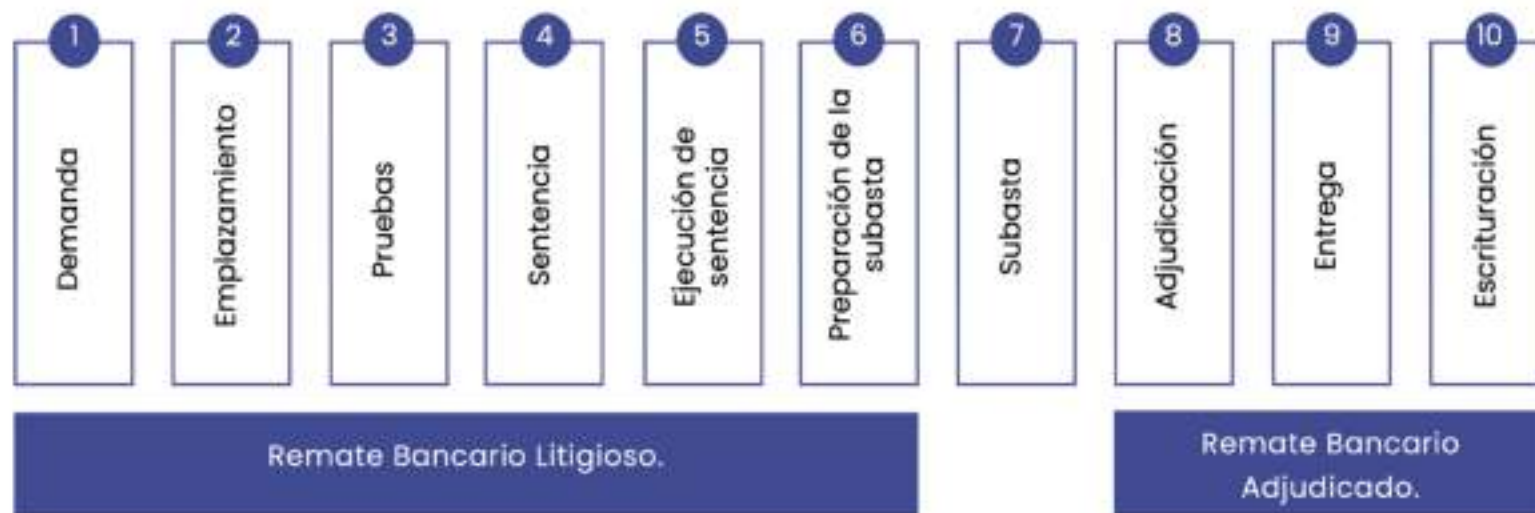 1
Demanda
2
Emplazamiento
3
Pruebas
4
Sentencia
5
Ejecución de
sentencia
6
Preparación de la
subasta
7
Subasta
8
Adjudicación
9
Entrega
10
Escrituración
Remate Bancario Litigioso.
Remate Bancario
Adjudicado.